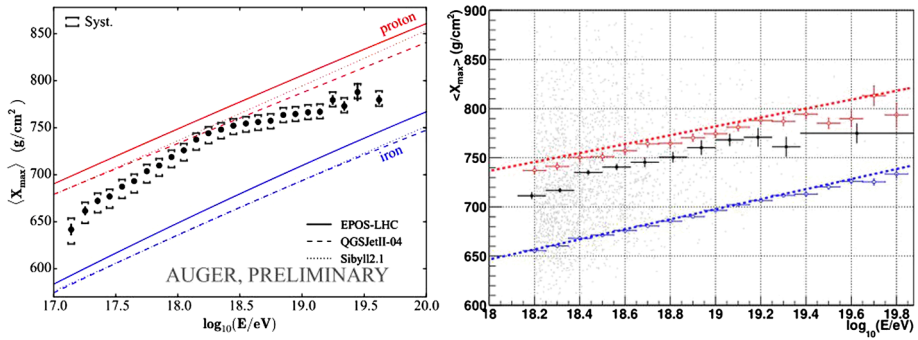 Syst.
proton
iron
EPOS-LHC
QGSJetII-04
Sibyll2.1
AUGER, PRELIMINARY
⟨Xmax⟩ (g/cm2)
850
800
750
700
650
600
17.0 17.5 18.0 18.5 19.0 19.5 20.0
log10(E/eV)
<Xmax> (g/cm2)
900
850
800
750
700
650
600
18 18.2 18.4 18.6 18.8 19 19.2 19.4 19.6 19.8
log10(E/eV)